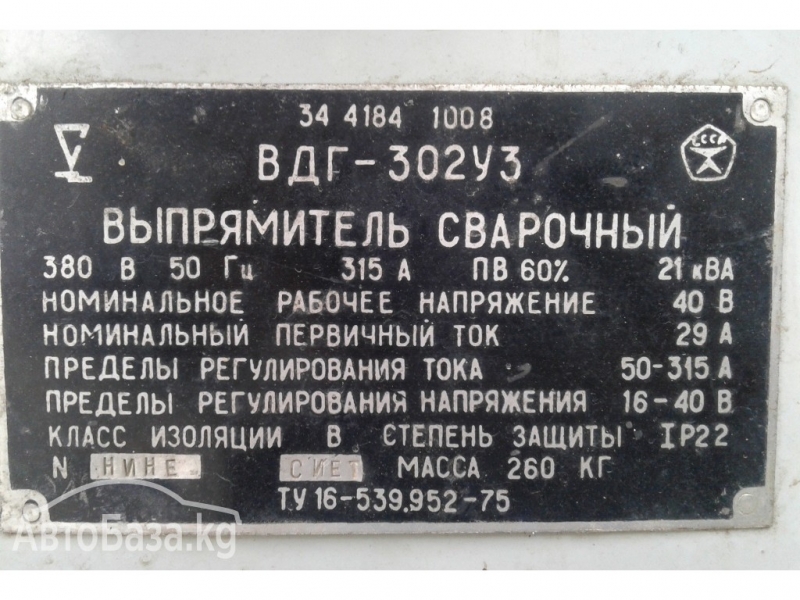 34 4184 1008
СССР
ВДГ-302У3
ВЫПРЯМИТЕЛЬ СВАРОЧНЫЙ
380 В 50 Гц 315 А ПВ 60% 21 кВА
НОМИНАЛЬНОЕ РАБОЧЕЕ НАПРЯЖЕНИЕ 40 В
НОМИНАЛЬНЫЙ ПЕРВИЧНЫЙ ТОК 29 А
ПРЕДЕЛЫ РЕГУЛИРОВАНИЯ ТОКА 50-315 А
ПРЕДЕЛЫ РЕГУЛИРОВАНИЯ НАПРЯЖЕНИЯ 16-40 В
КЛАСС ИЗОЛЯЦИИ В СТЕПЕНЬ ЗАЩИТЫ IP22
N НИНЕ СИЕТ МАССА 260 КГ
ТУ 16-539.952-75
АвтоБаза.kg